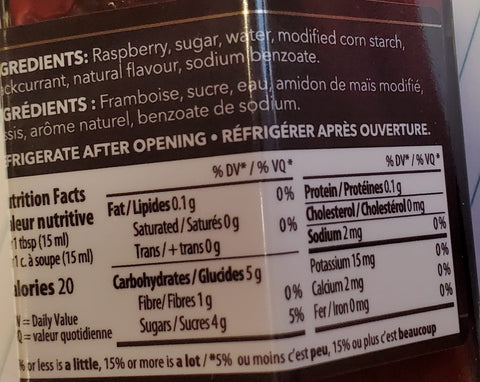 GREDIENTS: Raspberry, sugar, water, modified corn starch,
ackcurrant, natural flavour, sodium benzoate.
GRÉDIENTS : Framboise, sucre, eau, amidon de maïs modifié,
ssis, arôme naturel, benzoate de sodium.
FRIGERATE AFTER OPENING • RÉFRIGÉRER APRÈS OUVERTURE.
trition Facts
leur nutritive
1 tbsp (15 ml)
1 c. à soupe (15 ml)
alories 20
V = Daily Value
Q = valeur quotidienne
% DV* / % VQ*
Fat / Lipides 0.1 g 0%
Saturated / Saturés 0 g 0%
Trans / + trans 0 g
Carbohydrates / Glucides 5 g
Fibre / Fibres 1 g 0%
Sugars / Sucres 4 g 5%
% DV* / % VQ*
Protein / Protéines 0.1 g
Cholesterol / Cholestérol 0 mg
Sodium 2 mg 0%
Potassium 15 mg 0%
Calcium 2 mg 0%
Fer / Iron 0 mg 0%
% or less is a little, 15% or more is a lot / *5% ou moins c'est peu, 15% ou plus c'est beaucoup